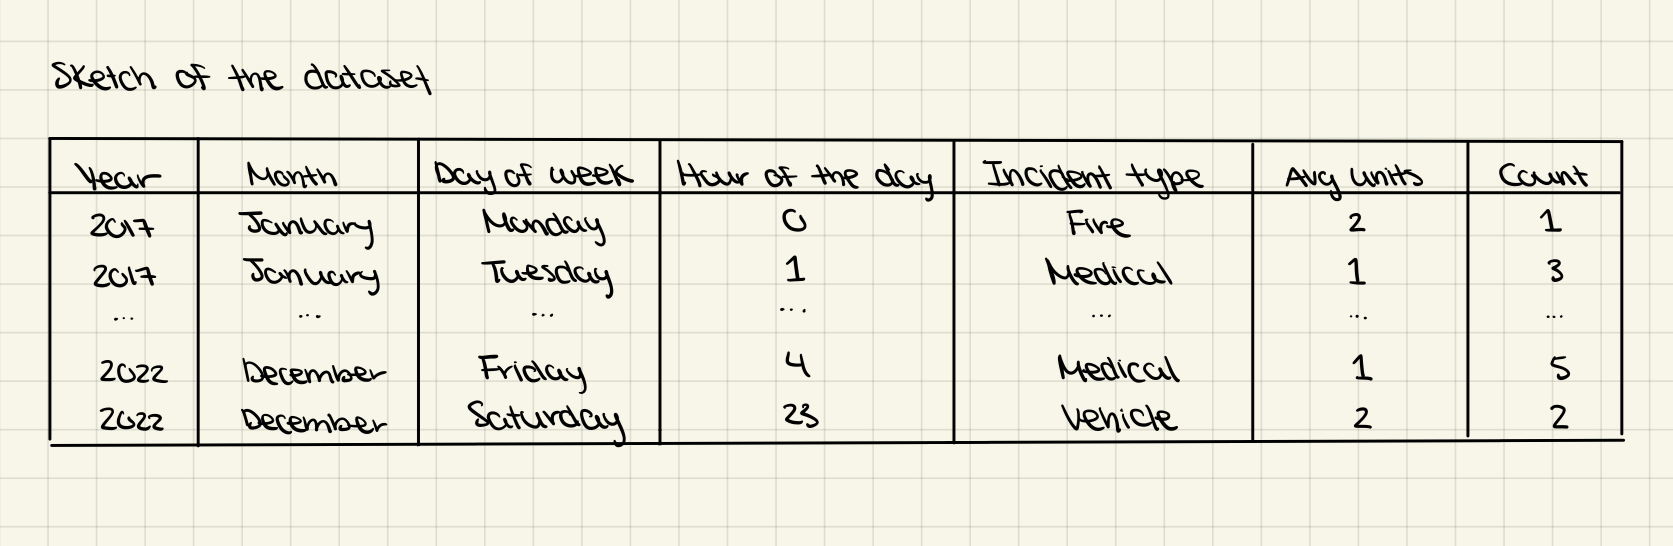 Sketch of the dataset
Year Month Day of week Hour of the day Incident type Avg units Count
2017 January Monday 0 Fire 2 1
2017 January Tuesday 1 Medical 1 3
... ... ... ... ... ... ...
2022 December Friday 4 Medical 1 5
2022 December Saturday 23 Vehicle 2 2